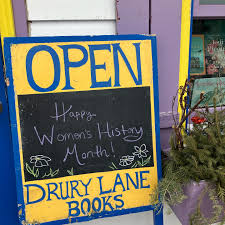 OPEN
Happy
Women's History
Month!
DRURY LANE
BOOKS